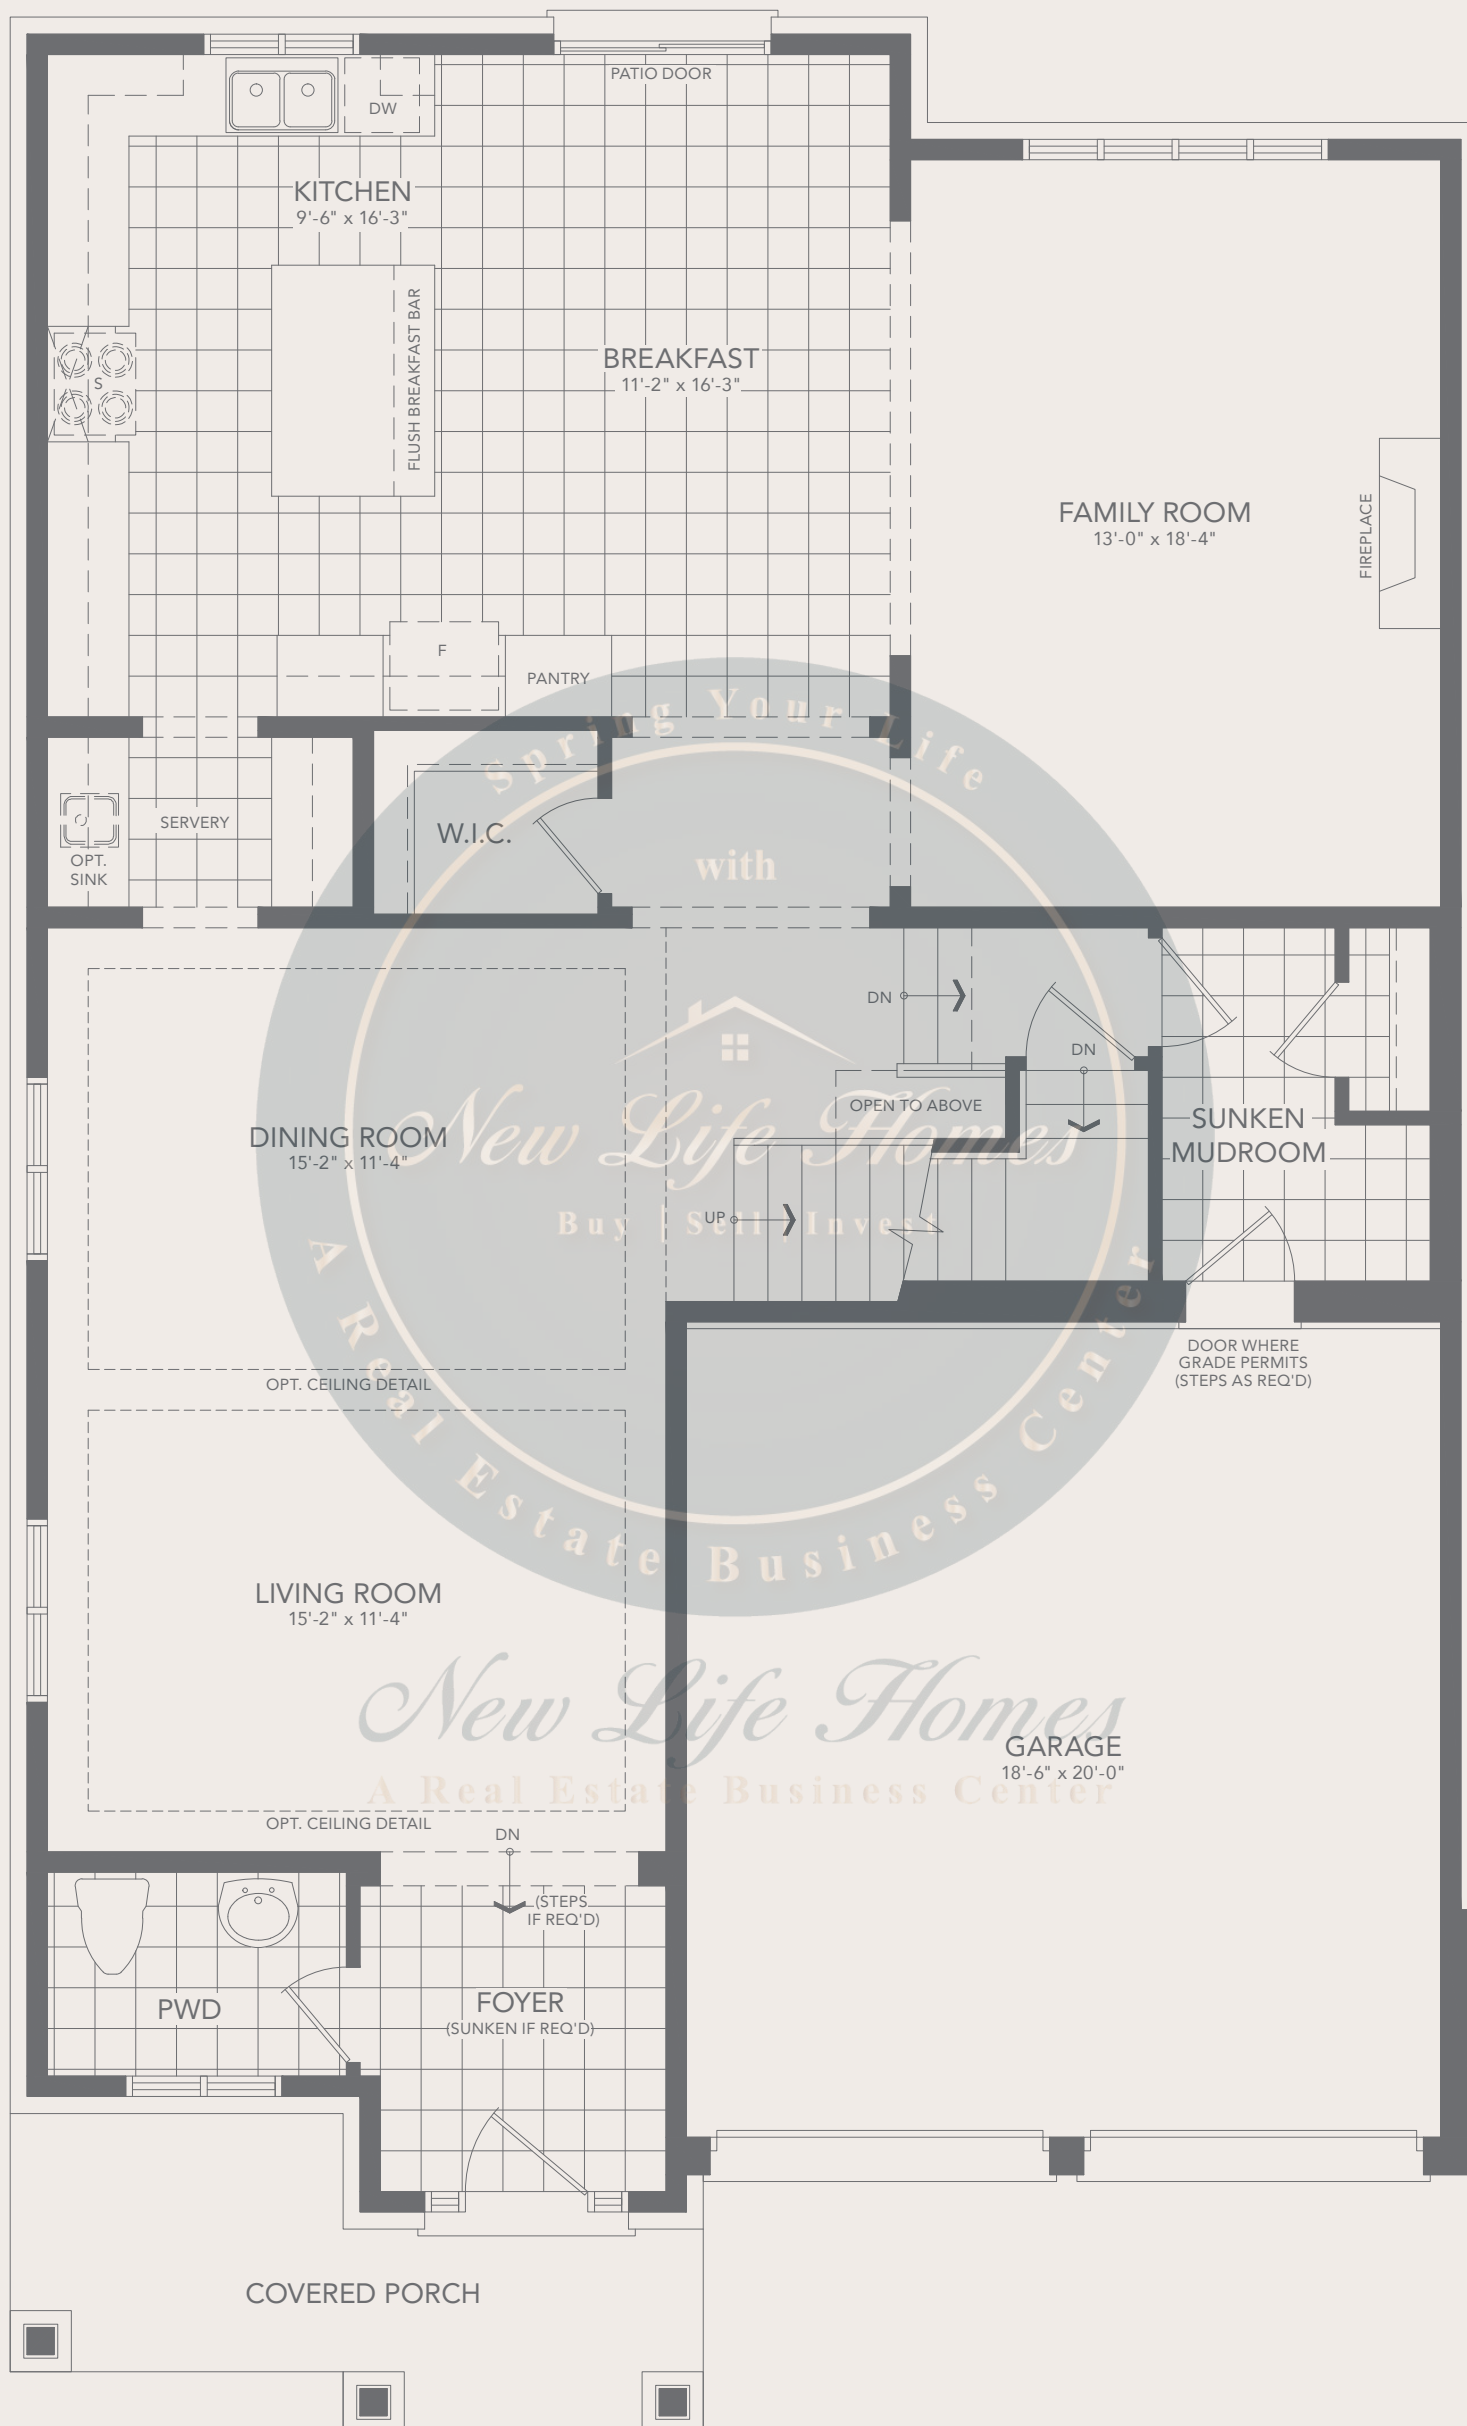 PATIO DOOR
DW
KITCHEN
9'-6" x 16'-3"
FLUSH BREAKFAST BAR
BREAKFAST
11'-2" x 16'-3"
S
FAMILY ROOM
13'-0" x 18'-4"
FIREPLACE
F
PANTRY
Spring Your Life
with
SERVERY
OPT.
SINK
W.I.C.
DN
DN
OPEN TO ABOVE
SUNKEN
MUDROOM
DINING ROOM
15'-2" x 11'-4"
New Life Homes
Buy | Sell | Invest
UP
A Real Estate Business Center
DOOR WHERE
GRADE PERMITS
(STEPS AS REQ'D)
OPT. CEILING DETAIL
LIVING ROOM
15'-2" x 11'-4"
New Life Homes
A Real Estate Business Center
GARAGE
18'-6" x 20'-0"
OPT. CEILING DETAIL
DN
(STEPS
IF REQ'D)
PWD
FOYER
(SUNKEN IF REQ'D)
COVERED PORCH